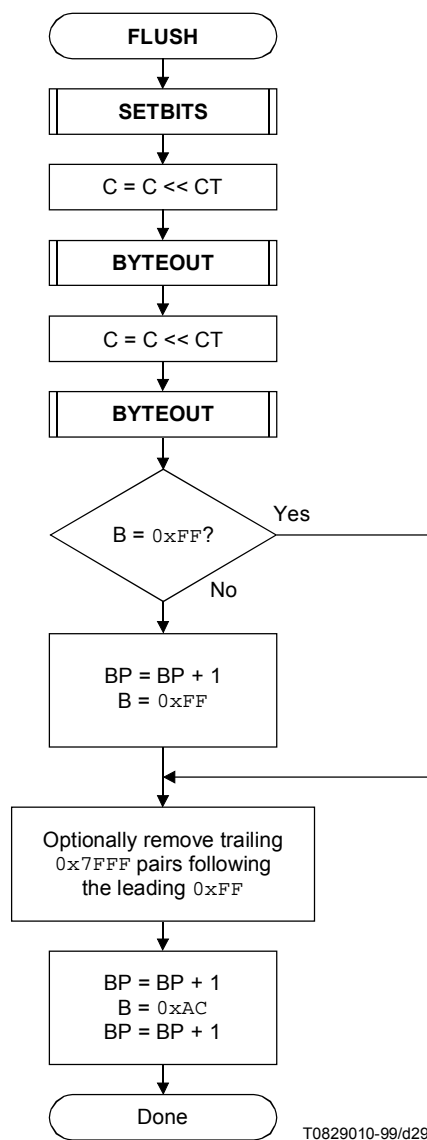 FLUSH
SETBITS
C = C << CT
BYTEOUT
C = C << CT
BYTEOUT
Yes
B = 0xFF?
No
BP = BP + 1
B = 0xFF
Optionally remove trailing
0x7FFF pairs following
the leading 0xFF
BP = BP + 1
B = 0xAC
BP = BP + 1
Done
T0829010-99/d29